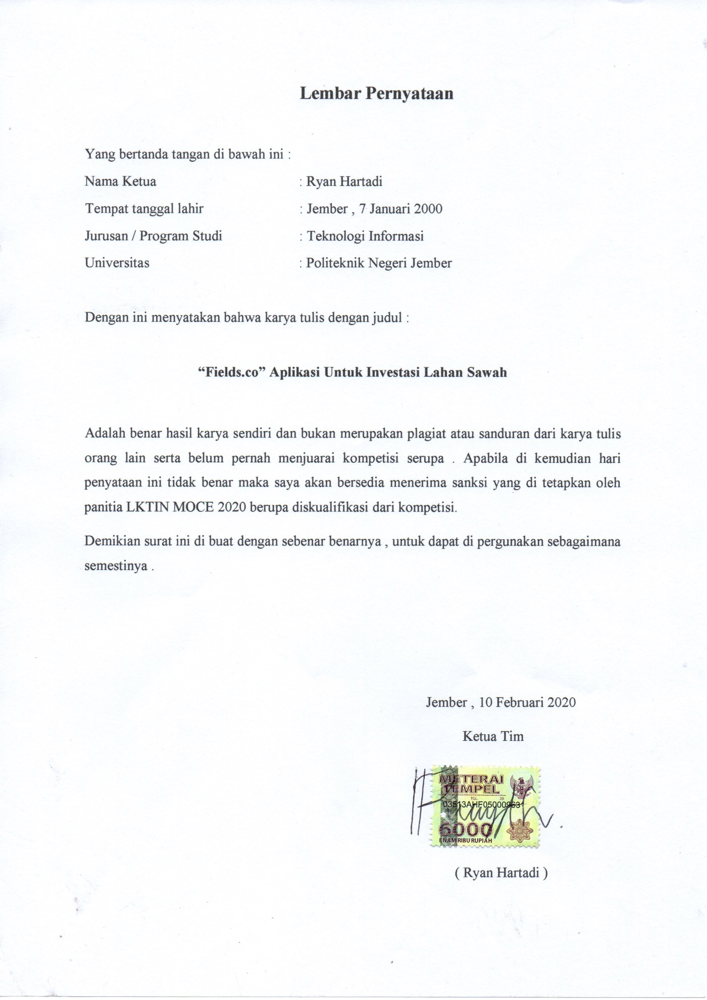 Lembar Pernyataan
Yang bertanda tangan di bawah ini :
Nama Ketua : Ryan Hartadi
Tempat tanggal lahir : Jember , 7 Januari 2000
Jurusan / Program Studi : Teknologi Informasi
Universitas : Politeknik Negeri Jember
Dengan ini menyatakan bahwa karya tulis dengan judul :
“Fields.co” Aplikasi Untuk Investasi Lahan Sawah
Adalah benar hasil karya sendiri dan bukan merupakan plagiat atau sanduran dari karya tulis
orang lain serta belum pernah menjuarai kompetisi serupa . Apabila di kemudian hari
penyataan ini tidak benar maka saya akan bersedia menerima sanksi yang di tetapkan oleh
panitia LKTIN MOCE 2020 berupa diskualifikasi dari kompetisi.
Demikian surat ini di buat dengan sebenar benarnya , untuk dapat di pergunakan sebagaimana
semestinya .
Jember , 10 Februari 2020
Ketua Tim
METERAI
TEMPEL
TGL. 20
03513AHF050009631
6000
ENAM RIBU RUPIAH
( Ryan Hartadi )